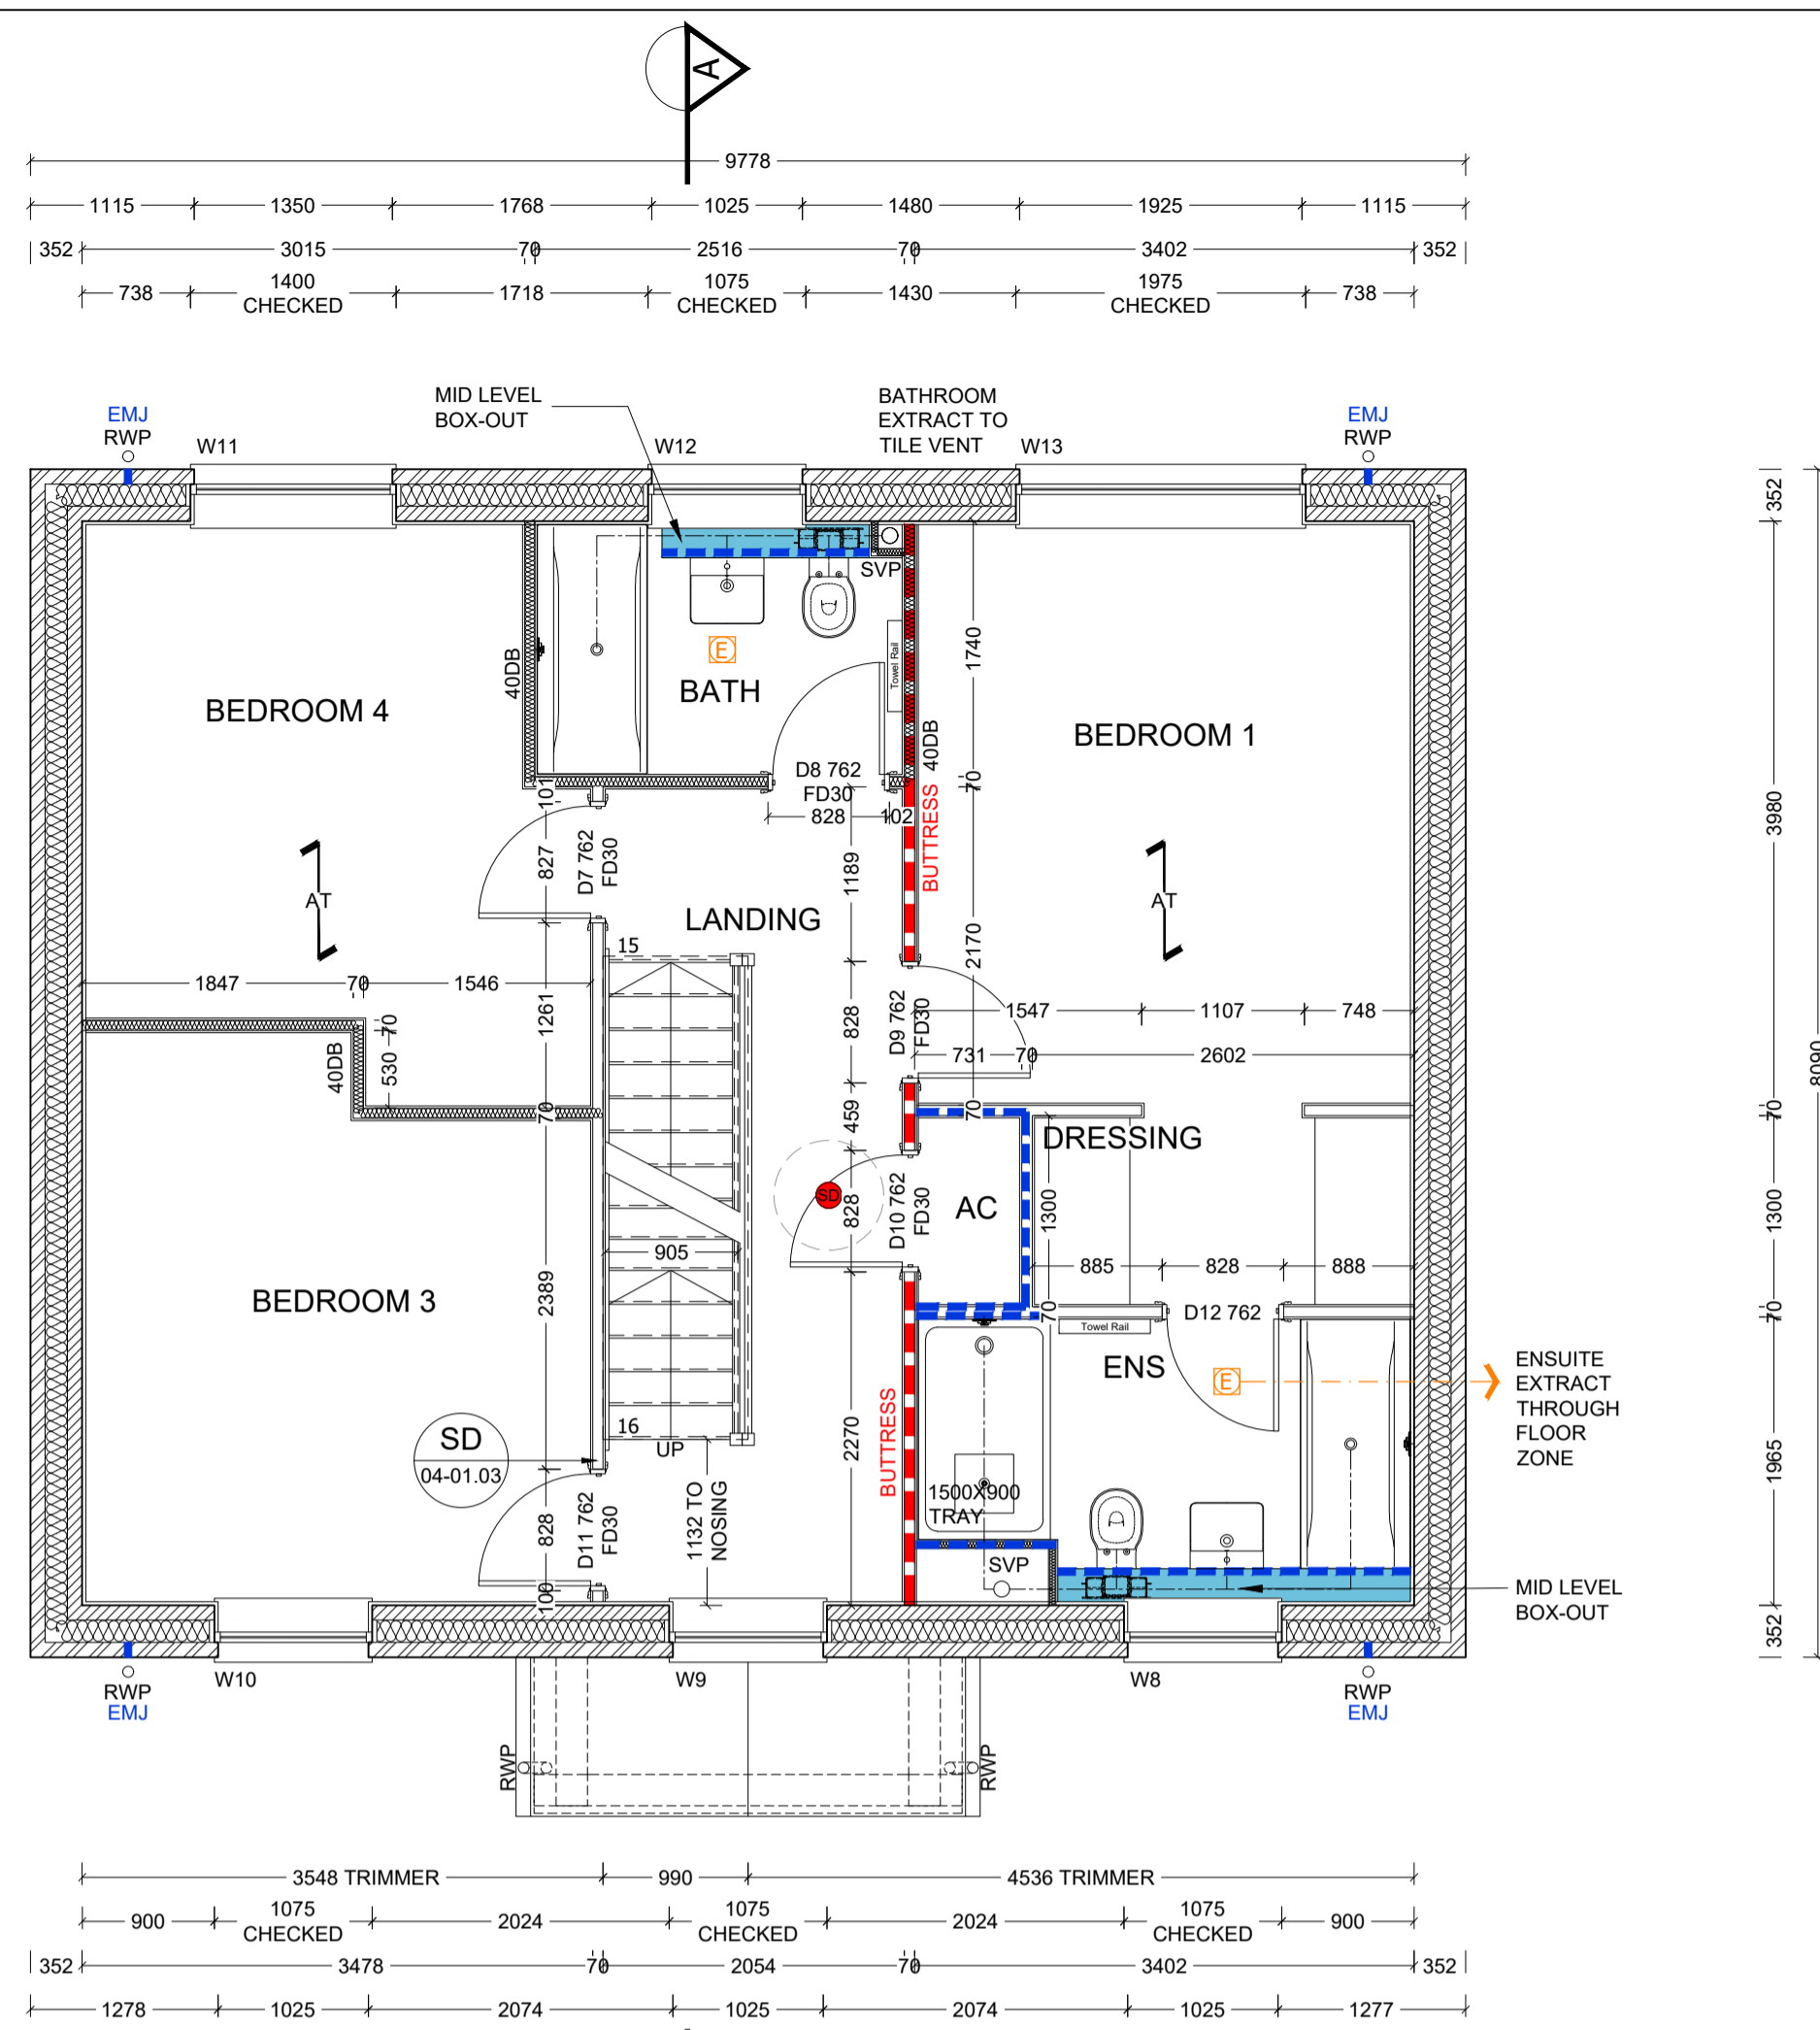 A
9778
1115 1350 1768 1025 1480 1925 1115
352 3015 70 2516 70 3402 352
738 1400 CHECKED 1718 1075 CHECKED 1430 1975 CHECKED 738
EMJ
RWP
W11
MID LEVEL
BOX-OUT
W12
BATHROOM
EXTRACT TO
TILE VENT
W13
EMJ
RWP
352
SVP
40DB
E
BATH
Towel Rail
1740
BEDROOM 4
BEDROOM 1
40DB
70
D8 762
FD30
828 102
101
BUTTRESS
3980
827
D7 762
FD30
1189
AT
LANDING
AT
2170
15
1847 70 1546
1261
828
D9 762
FD30
1547 1107 748
731 70 2602
70
530
40DB
459
8090
70
70
70
DRESSING
SD
828
D10 762
FD30
AC
1300
1300
905
885 828 888
BEDROOM 3
2389
70
D12 762
70
Towel Rail
ENS
E
ENSUITE
EXTRACT
THROUGH
FLOOR
ZONE
16
UP
SD
04-01.03
2270
BUTTRESS
1965
1500X900
TRAY
1132 TO
NOSING
828
D11 762
FD30
100
SVP
MID LEVEL
BOX-OUT
352
RWP
EMJ
W10
W9
W8
RWP
EMJ
RWP
RWP
3548 TRIMMER 990 4536 TRIMMER
900 1075 CHECKED 2024 1075 CHECKED 2024 1075 CHECKED 900
352 3478 70 2054 70 3402 352
1278 1025 2074 1025 2074 1025 1277